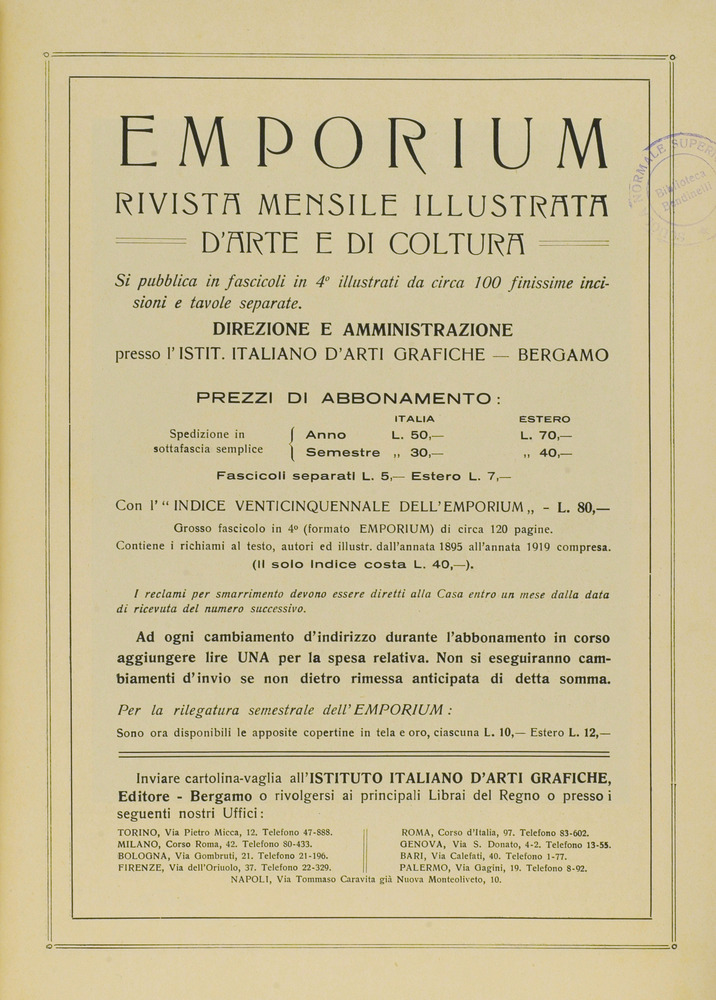 EMPORIUM
RIVISTA MENSILE ILLUSTRATA
D'ARTE E DI COLTURA
Si pubblica in fascicoli in 4º illustrati da circa 100 finissime inci-
sioni e tavole separate.
DIREZIONE E AMMINISTRAZIONE
presso l'ISTIT. ITALIANO D'ARTI GRAFICHE — BERGAMO
PREZZI DI ABBONAMENTO:
ITALIA ESTERO
Spedizione in sottafascia semplice
Anno L. 50,— L. 70,—
Semestre „ 30,— „ 40,—
Fascicoli separati L. 5,— Estero L. 7,—
Con l'“INDICE VENTICINQUENNALE DELL'EMPORIUM„ - L. 80,—
Grosso fascicolo in 4º (formato EMPORIUM) di circa 120 pagine.
Contiene i richiami al testo, autori ed illustr. dall'annata 1895 all'annata 1919 compresa.
(Il solo Indice costa L. 40,—).
I reclami per smarrimento devono essere diretti alla Casa entro un mese dalla data
di ricevuta del numero successivo.
Ad ogni cambiamento d'indirizzo durante l'abbonamento in corso
aggiungere lire UNA per la spesa relativa. Non si eseguiranno cam-
biamenti d'invio se non dietro rimessa anticipata di detta somma.
Per la rilegatura semestrale dell'EMPORIUM:
Sono ora disponibili le apposite copertine in tela e oro, ciascuna L. 10,— Estero L. 12,—
Inviare cartolina-vaglia all'ISTITUTO ITALIANO D'ARTI GRAFICHE,
Editore - Bergamo o rivolgersi ai principali Librai del Regno o presso i
seguenti nostri Uffici:
TORINO, Via Pietro Micca, 12. Telefono 47-888.
MILANO, Corso Roma, 42. Telefono 80-433.
BOLOGNA, Via Gombruti, 21. Telefono 21-196.
FIRENZE, Via dell'Oriuolo, 37. Telefono 22-329.
ROMA, Corso d'Italia, 97. Telefono 83-602.
GENOVA, Via S. Donato, 4-2. Telefono 13-55.
BARI, Via Calefati, 40. Telefono 1-77.
PALERMO, Via Gagini, 19. Telefono 8-92.
NAPOLI, Via Tommaso Caravita già Nuova Monteoliveto, 10.
Biblioteca